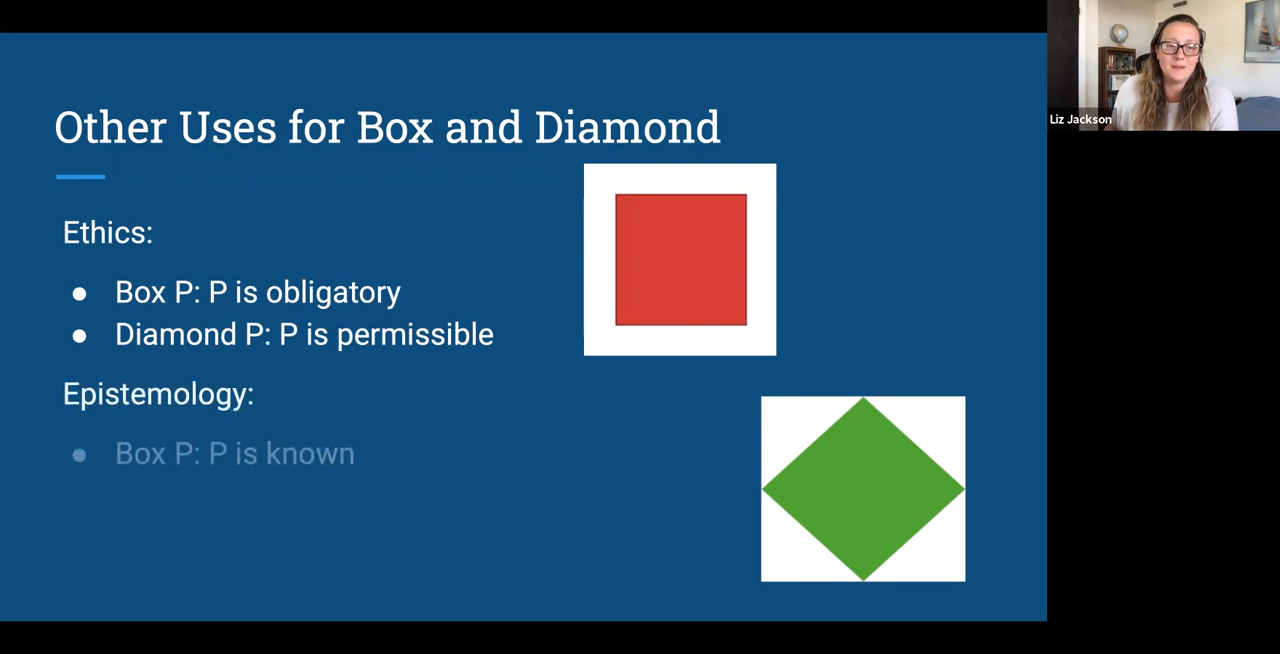 Other Uses for Box and Diamond
Ethics:
● Box P: P is obligatory
● Diamond P: P is permissible
Epistemology:
● Box P: P is known
Liz Jackson